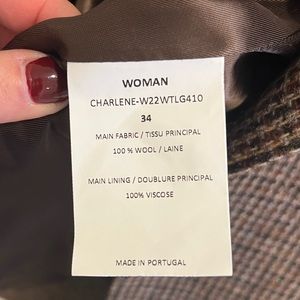 WOMAN
CHARLENE-W22WTLG410
34
MAIN FABRIC / TISSU PRINCIPAL
100 % WOOL / LAINE
MAIN LINING / DOUBLURE PRINCIPAL
100% VISCOSE
MADE IN PORTUGAL